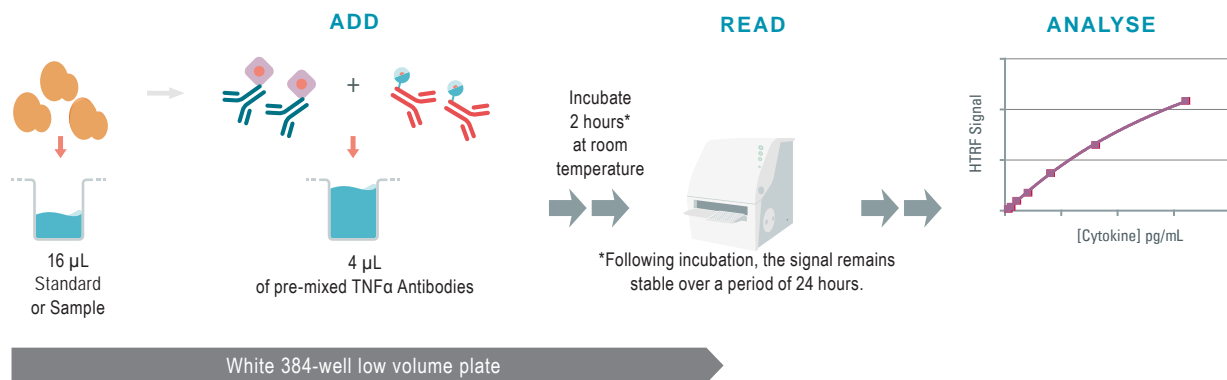 ADD
READ
ANALYSE
+
Incubate
2 hours*
at room
temperature
HTRF Signal
[Cytokine] pg/mL
16 µL
Standard
or Sample
4 µL
of pre-mixed TNFα Antibodies
*Following incubation, the signal remains
stable over a period of 24 hours.
White 384-well low volume plate